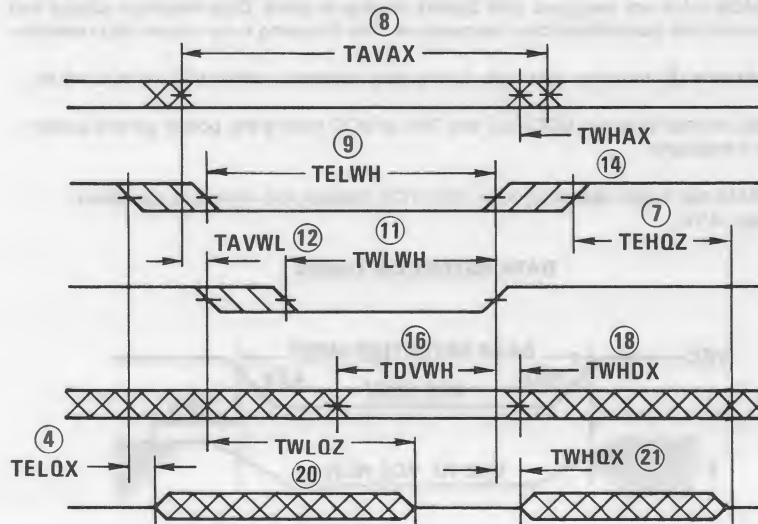 ⑧
TAVAX
TWHAX
⑨
TELWH
⑭
⑦
TEHQZ
TAVWL ⑫
⑪
TWLWH
⑯
TDVWH
⑱
TWHDX
④
TELQX
TWLQZ
⑳
TWHQX ㉑